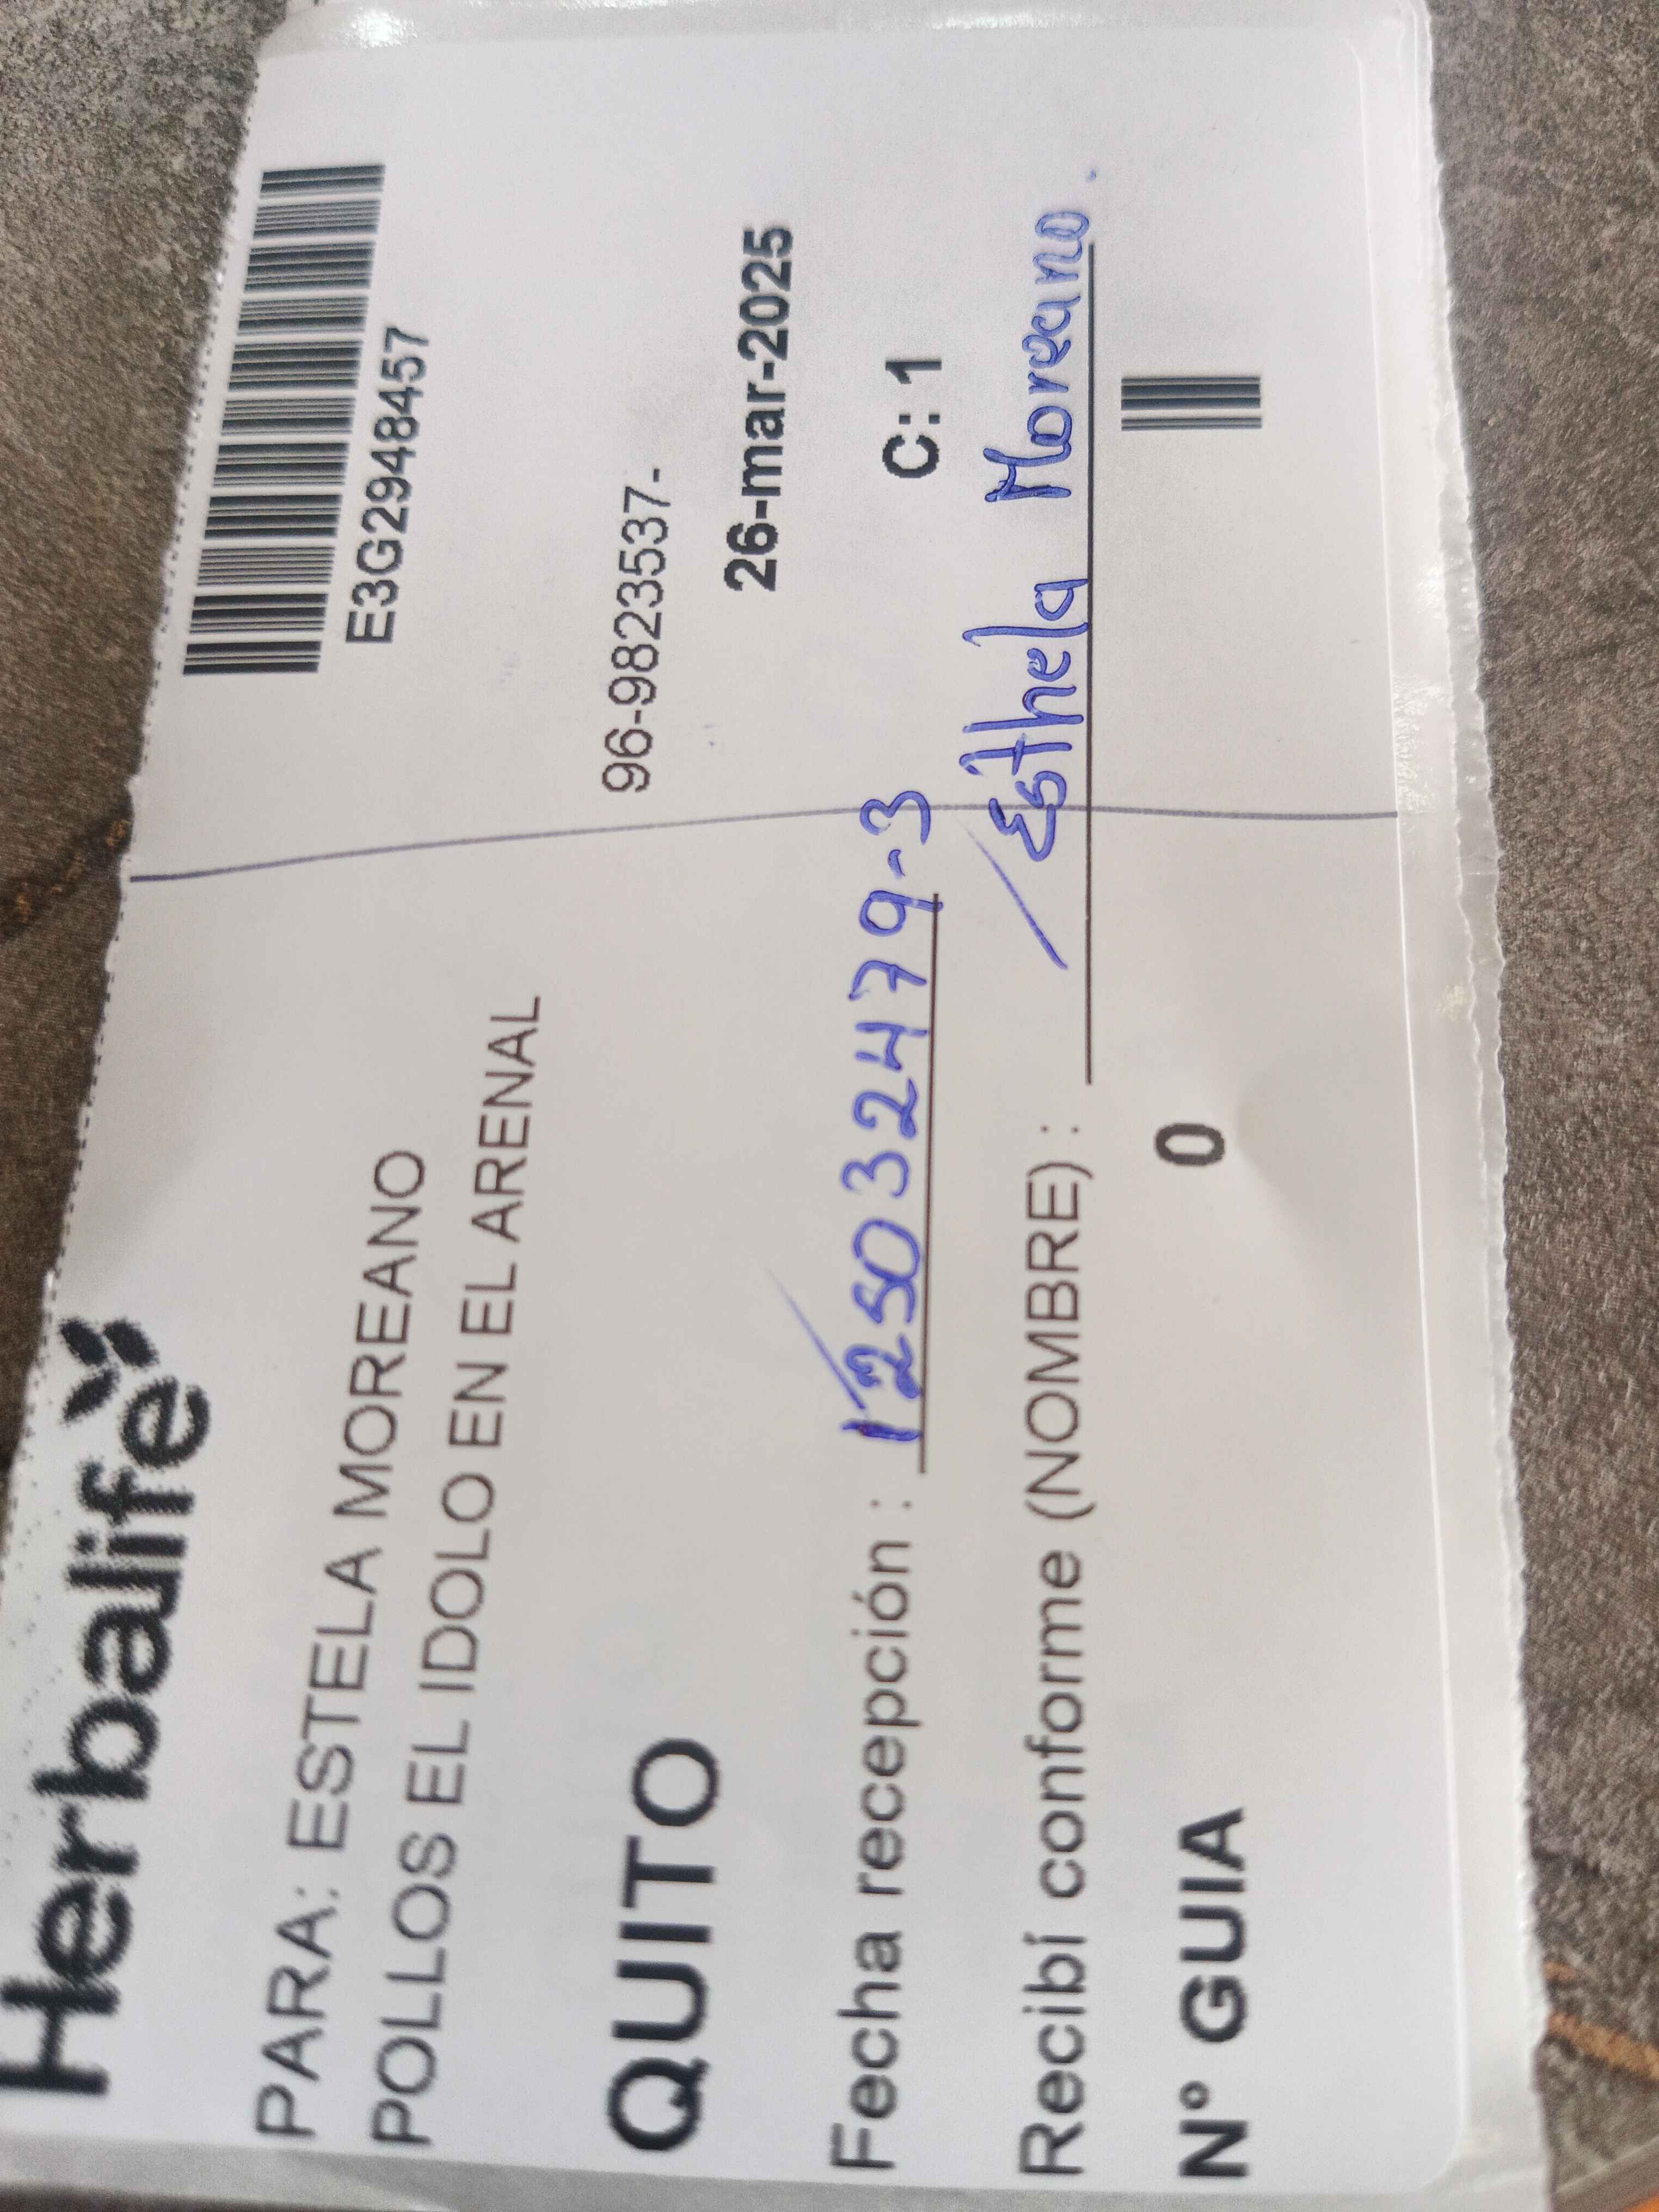 Herbalife
E3G2948457
PARA: ESTELA MOREANO
POLLOS EL IDOLO EN EL ARENAL
96-9823537-
QUITO
26-mar-2025
Fecha recepción : 125032479-3
C: 1
Recibí conforme (NOMBRE) : Esthela Moreano.
N° GUIA 0